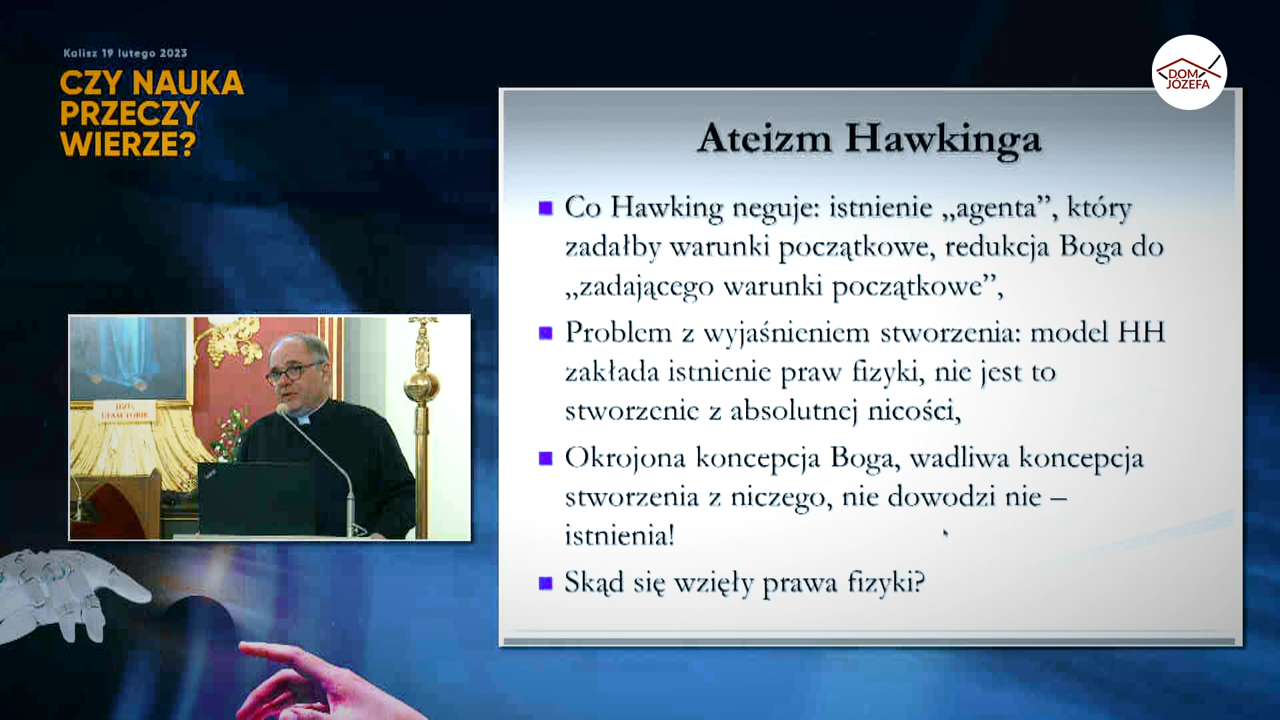 Kalisz 19 lutego 2023
CZY NAUKA
PRZECZY
WIERZE?
DOM
JÓZEFA
Ateizm Hawkinga
Co Hawking neguje: istnienie „agenta”, który
zadałby warunki początkowe, redukcja Boga do
„zadającego warunki początkowe”,
Problem z wyjaśnieniem stworzenia: model HH
zakłada istnienie praw fizyki, nie jest to
stworzenie z absolutnej nicości,
Okrojona koncepcja Boga, wadliwa koncepcja
stworzenia z niczego, nie dowodzi nie –
istnienia!
Skąd się wzięły prawa fizyki?
JEZU,
UFAM TOBIE